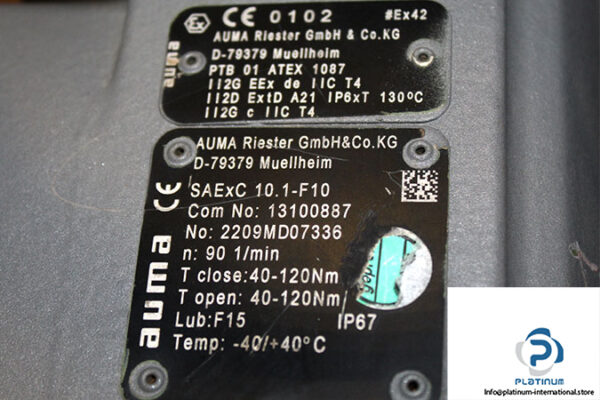 CE 0102 #Ex42
AUMA Riester GmbH & Co.KG
D-79379 Muellheim
PTB 01 ATEX 1087
II2G EEx de IIC T4
II2D ExtD A21 IP6xT 130°C
II2G c IIC T4
Ex
auma
AUMA Riester GmbH&Co.KG
D-79379 Muellheim
SAExC 10.1-F10
Com No: 13100887
No: 2209MD07336
n: 90 1/min
T close:40-120Nm
T open: 40-120Nm
Lub:F15 IP67
Temp: -40/+40°C
auma CE
PLATINUM
Info@platinum-international.store